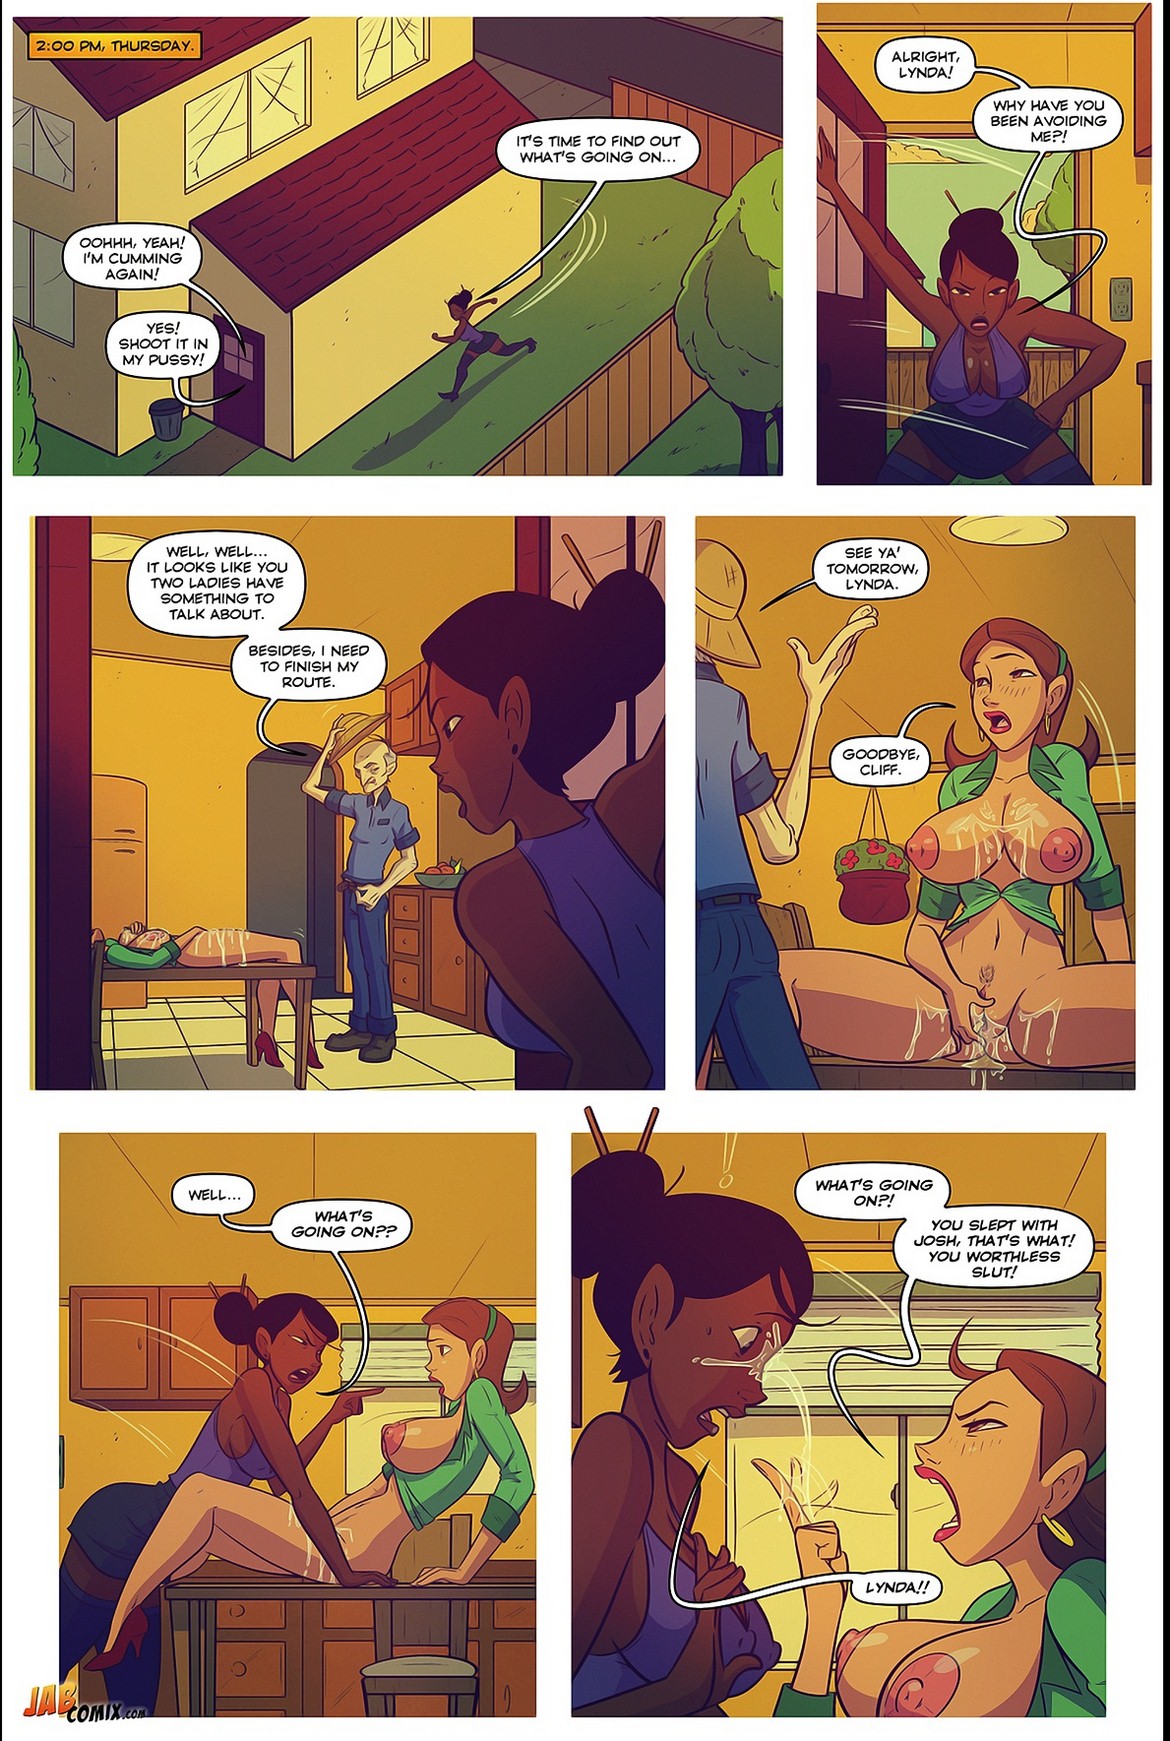 2:00 PM, THURSDAY.
IT'S TIME TO FIND OUT
WHAT'S GOING ON...
OOHHH, YEAH!
I'M CUMMING
AGAIN!
YES!
SHOOT IT IN
MY PUSSY!
ALRIGHT,
LYNDA!
WHY HAVE YOU
BEEN AVOIDING
ME?!
WELL, WELL...
IT LOOKS LIKE YOU
TWO LADIES HAVE
SOMETHING TO
TALK ABOUT.
BESIDES, I NEED
TO FINISH MY
ROUTE.
SEE YA'
TOMORROW,
LYNDA.
GOODBYE,
CLIFF.
WELL...
WHAT'S
GOING ON??
!
WHAT'S GOING
ON?!
YOU SLEPT WITH
JOSH, THAT'S WHAT!
YOU WORTHLESS
SLUT!
LYNDA!!
JAB
COMIX.com